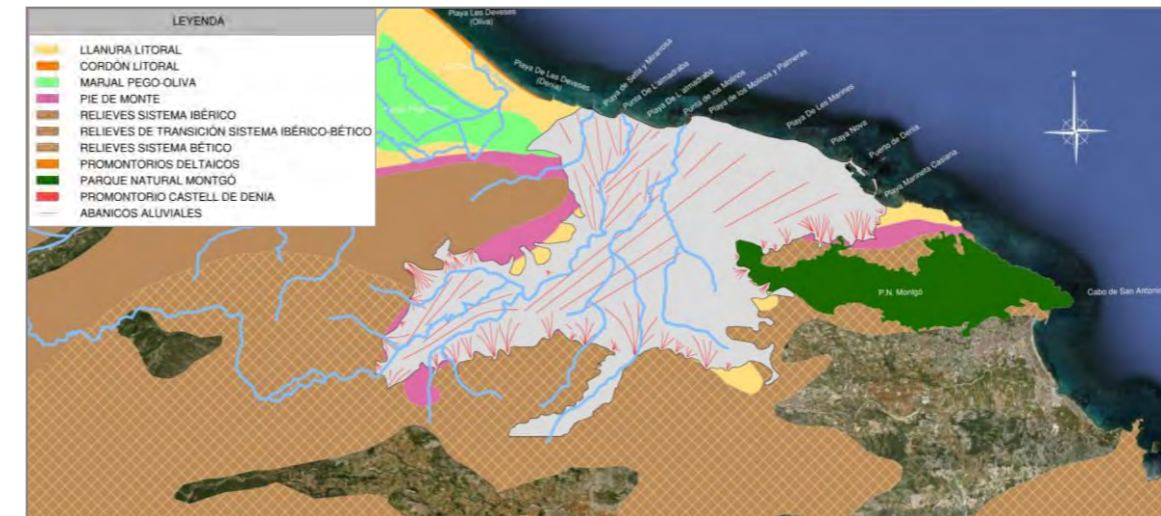 LEYENDA
LLANURA LITORAL
CORDÓN LITORAL
MARJAL PEGO-OLIVA
PIE DE MONTE
RELIEVES SISTEMA IBÉRICO
RELIEVES DE TRANSICIÓN SISTEMA IBÉRICO-BÉTICO
RELIEVES SISTEMA BÉTICO
PROMONTORIOS DELTAICOS
PARQUE NATURAL MONTGÓ
PROMONTORIO CASTELL DE DENIA
ABANICOS ALUVIALES
Playa Les Deveses
(Oliva)
Playa De Les Deveses
(Denia)
Playa de Setla y Mirarrosa
Punta De L'almadraba
Playa De L'almadraba
Punta de los Molinos
Playa de los Molinos y Palmeras
Playa De Les Marines
Playa Nova
Puerto de Denia
Playa Marineta Casiana
P.N. Montgó
Cabo de San Antonio